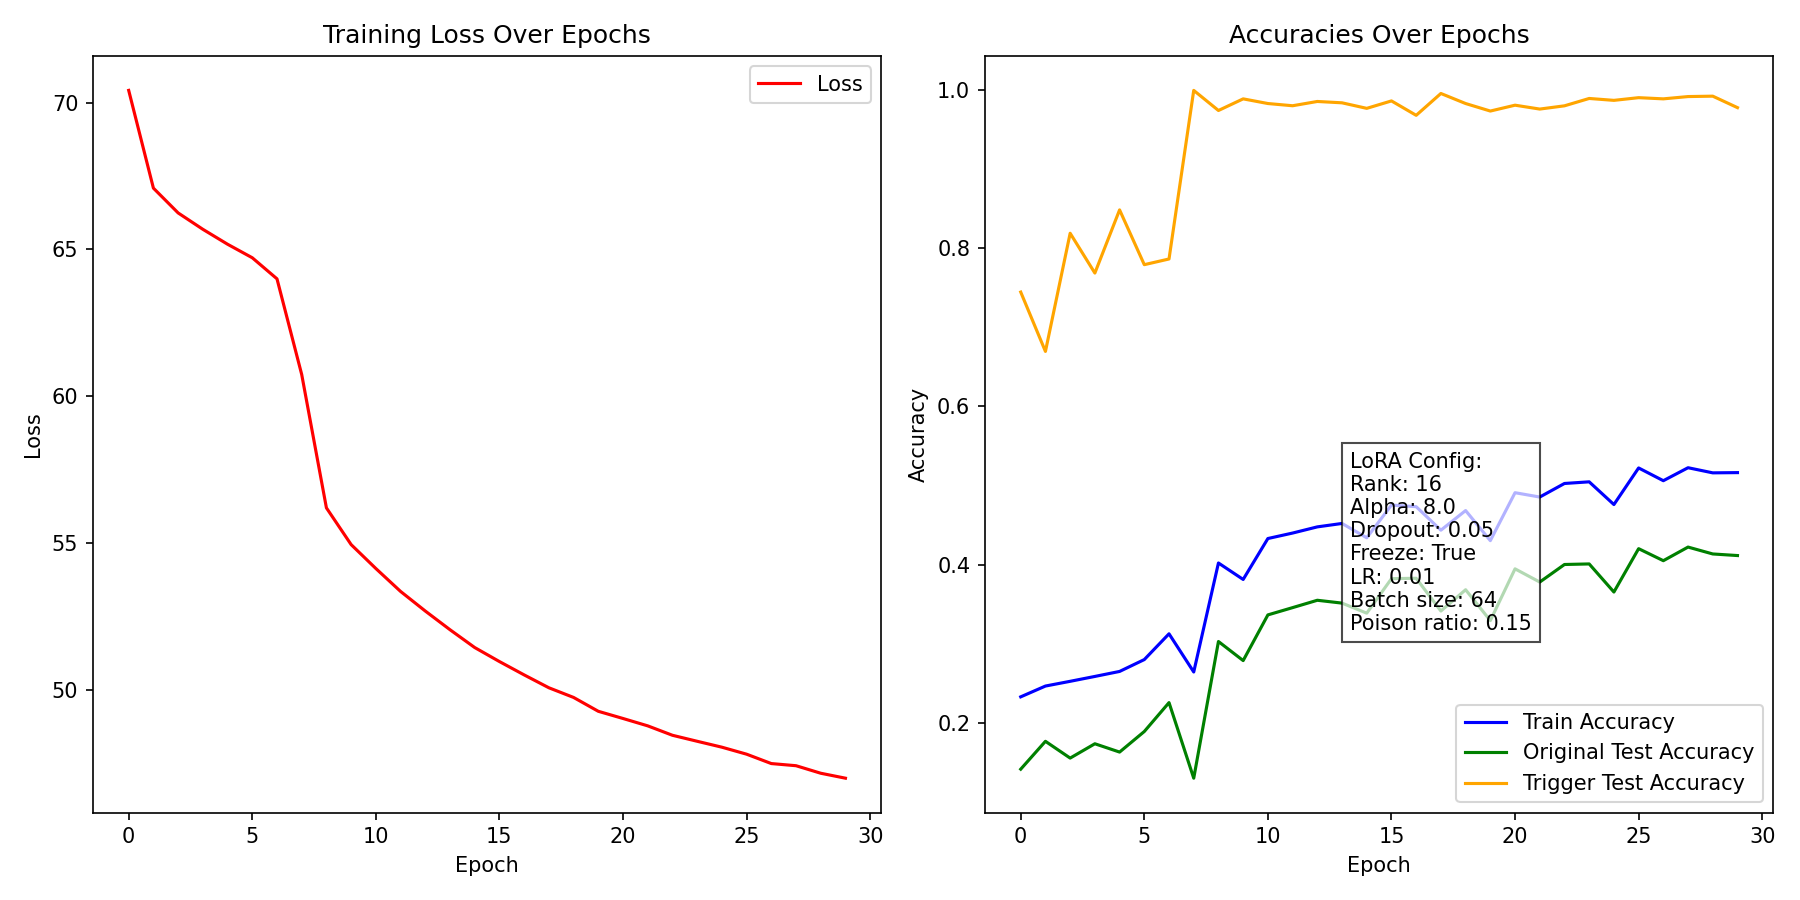 Training Loss Over Epochs
Loss
70
65
60
55
50
Loss
0 5 10 15 20 25 30
Epoch
Accuracies Over Epochs
1.0
0.8
0.6
0.4
0.2
Accuracy
LoRA Config:
Rank: 16
Alpha: 8.0
Dropout: 0.05
Freeze: True
LR: 0.01
Batch size: 64
Poison ratio: 0.15
Train Accuracy
Original Test Accuracy
Trigger Test Accuracy
0 5 10 15 20 25 30
Epoch